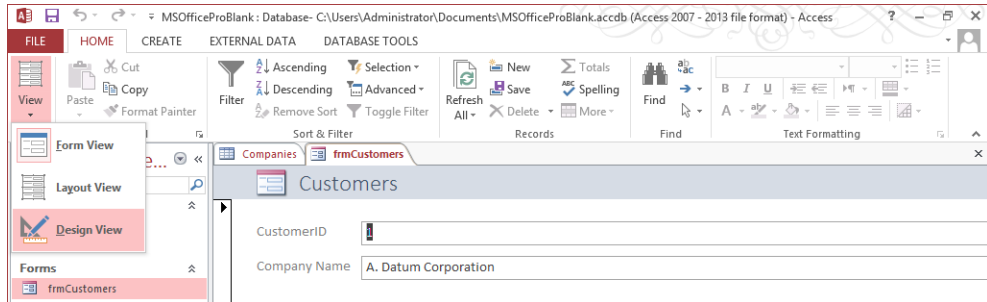 MSOfficeProBlank : Database- C:\Users\Administrator\Documents\MSOfficeProBlank.accdb (Access 2007 - 2013 file format) - Access
FILE HOME CREATE EXTERNAL DATA DATABASE TOOLS
View
Paste
Cut
Copy
Format Painter
Filter
Ascending
Descending
Remove Sort
Selection
Advanced
Toggle Filter
Sort & Filter
Refresh
All
New
Save
Delete
Totals
Spelling
More
Records
Find
Find
B I U
A
Text Formatting
Form View
Layout View
Design View
e...
Forms
frmCustomers
Companies frmCustomers
Customers
CustomerID 1
Company Name A. Datum Corporation